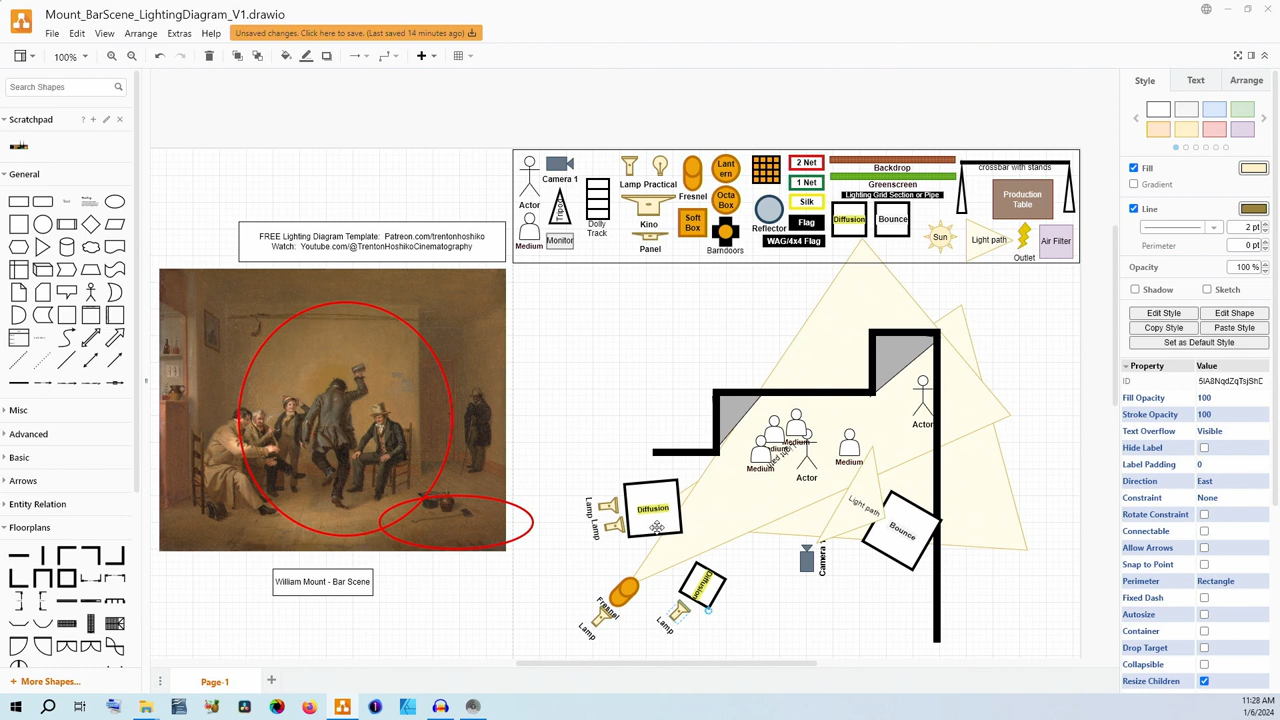 Mount_BarScene_LightingDiagram_V1.drawio
File Edit View Arrange Extras Help
Unsaved changes. Click here to save. (Last saved 14 minutes ago)
100%
Search Shapes
Scratchpad
General
Misc
Advanced
Basic
Arrows
Entity Relation
Floorplans
+ More Shapes...
FREE Lighting Diagram Template: Patreon.com/trentonhoshiko
Watch: Youtube.com/@TrentonHoshikoCinematography
William Mount - Bar Scene
Actor
Medium
Camera 1
Tripod
Monitor
Dolly
Track
Lamp Practical
Kino
Panel
Fresnel
Soft
Box
Lant
ern
Octa
Box
Barndoors
Reflector
2 Net
1 Net
Silk
Flag
WAG/4x4 Flag
Backdrop
Greenscreen
Lighting Grid Section or Pipe
Diffusion
Bounce
crossbar with stands
Production
Table
Sun
Light path
Outlet
Air Filter
Actor
Medium
Medium
Medium
Actor
Lamp
Lamp
Diffusion
Light path
Bounce
Camera 1
Diffusion
Fresnel
Lamp
Lamp
Page-1
Style Text Arrange
Fill
Gradient
Line
2 pt
Perimeter 0 pt
Opacity 100 %
Shadow Sketch
Edit Style Edit Shape
Copy Style Paste Style
Set as Default Style
Property Value
ID 5IA8NqdZqTsjShC
Fill Opacity 100
Stroke Opacity 100
Text Overflow Visible
Hide Label
Label Padding 0
Direction East
Constraint None
Rotate Constraint
Connectable
Allow Arrows
Snap to Point
Perimeter Rectangle
Fixed Dash
Autosize
Container
Drop Target
Collapsible
Resize Children
11:28 AM
1/6/2024